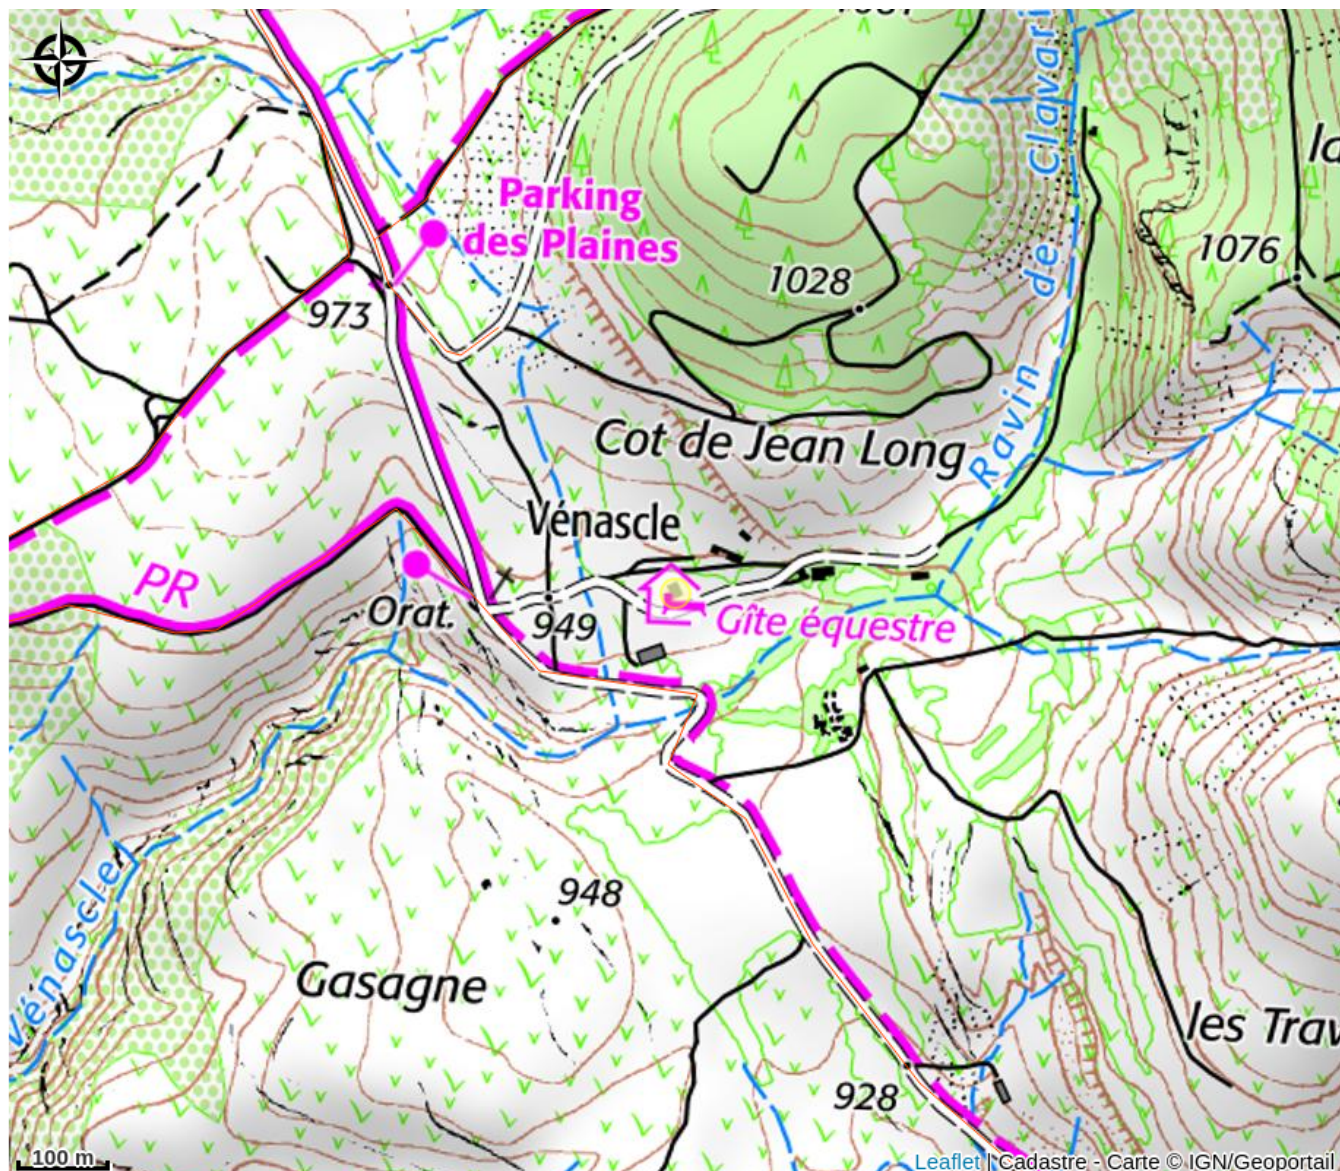 de Clavari
Parking
des Plaines
1076
1028
973
Ravin
Cot de Jean Long
Vénascle
PR
Orat.
949
Gîte équestre
948
Vénascle
Gasagne
les Trav
928
100 m
Leaflet | Cadastre - Carte © IGN/Geoportail